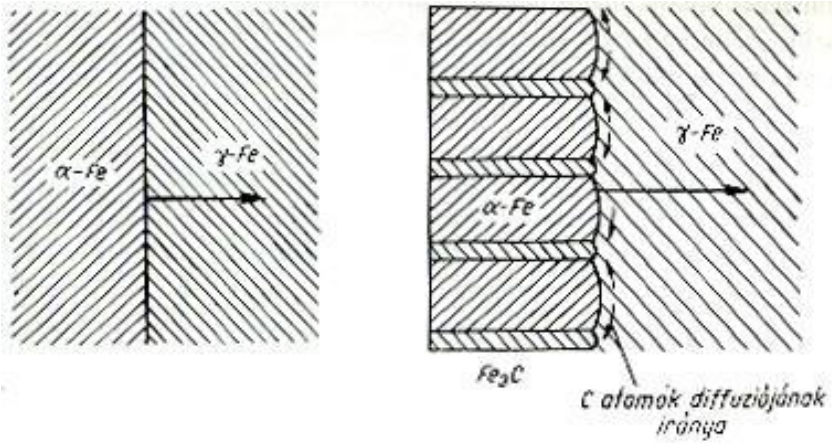 α-Fe
γ-Fe
α-Fe
γ-Fe
Fe₃C
C atomok diffuziójának
iránya